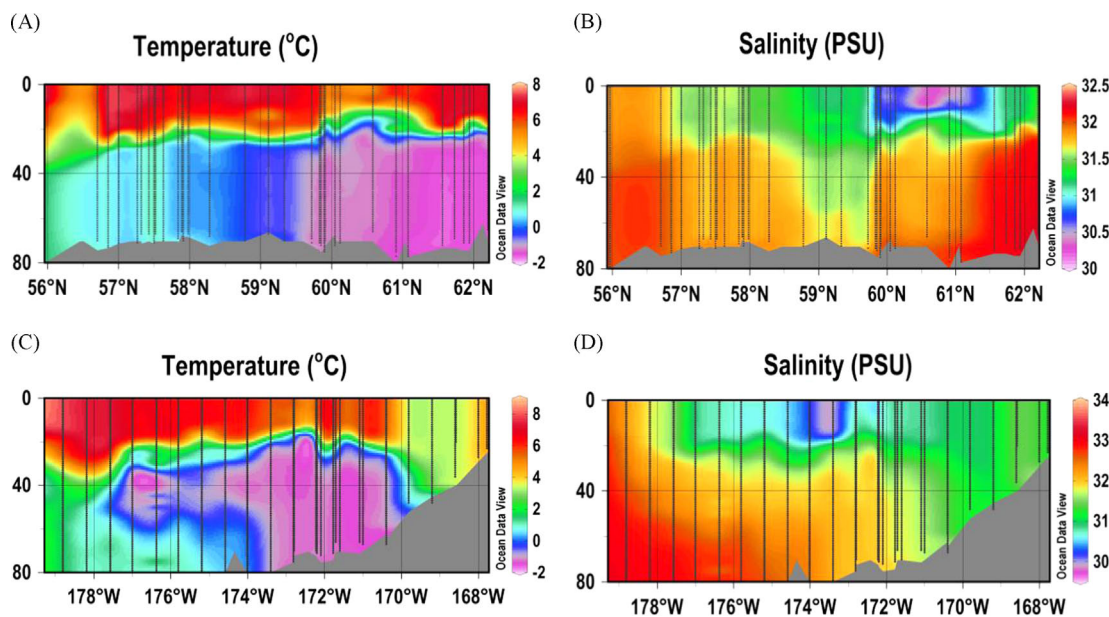 (A)
Temperature (°C)
0
40
80
56°N 57°N 58°N 59°N 60°N 61°N 62°N
8
6
4
2
0
-2
Ocean Data View
(B)
Salinity (PSU)
0
40
80
56°N 57°N 58°N 59°N 60°N 61°N 62°N
32.5
32
31.5
31
30.5
30
Ocean Data View
(C)
Temperature (°C)
0
40
80
178°W 176°W 174°W 172°W 170°W 168°W
8
6
4
2
0
-2
Ocean Data View
(D)
Salinity (PSU)
0
40
80
178°W 176°W 174°W 172°W 170°W 168°W
34
33
32
31
30
Ocean Data View